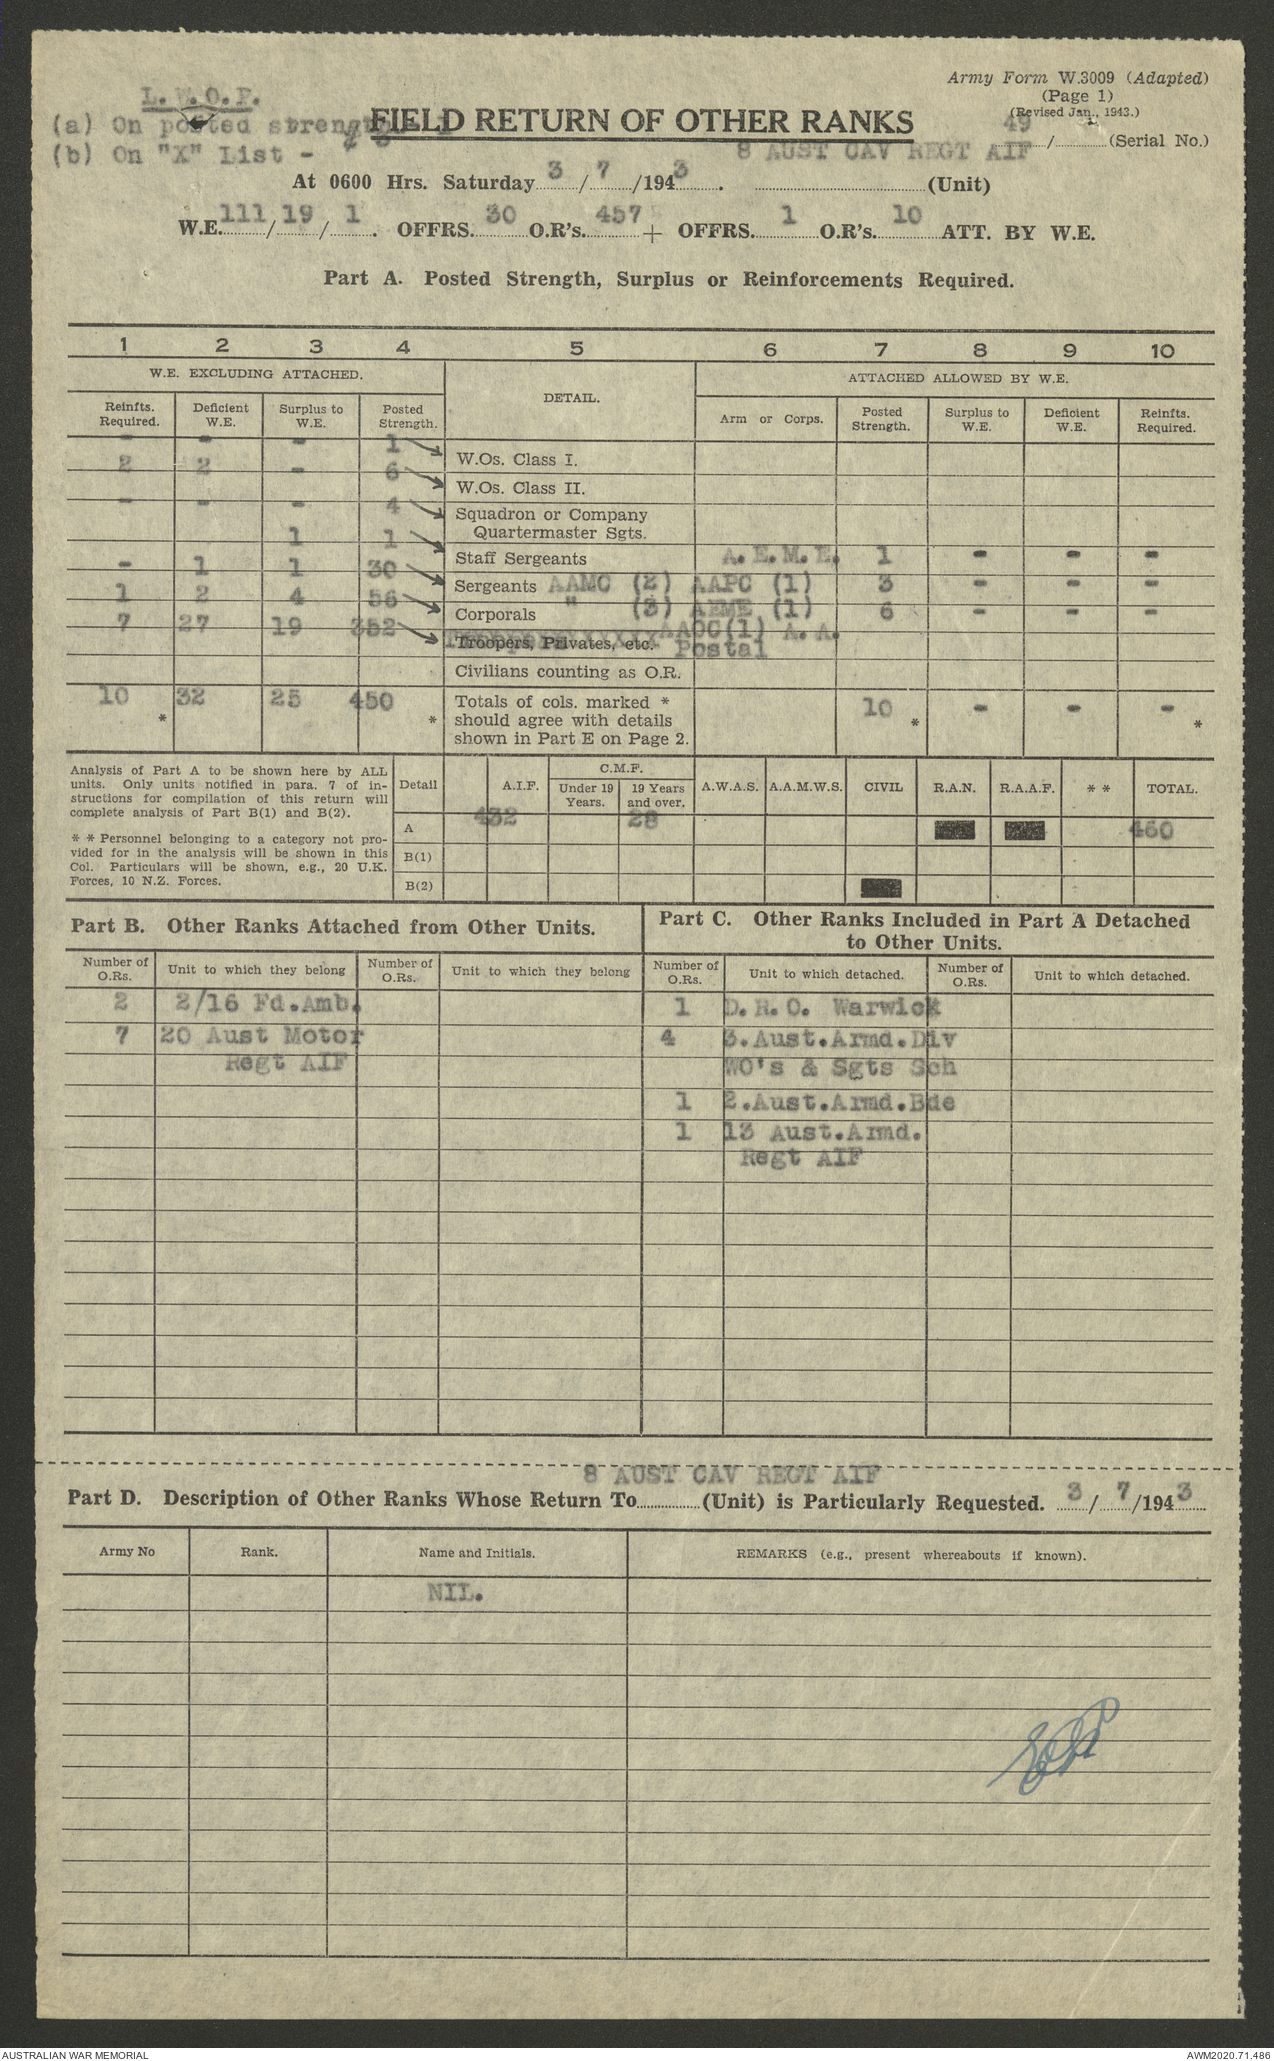 Army Form W.3009 (Adapted)
(Page 1)
(Revised Jan., 1943.)
L.W.O.F.
(a) On posted strength
(b) On "X" List -
FIELD RETURN OF OTHER RANKS
49 / (Serial No.)
8 AUST CAV REGT AIF
At 0600 Hrs. Saturday 3 / 7 /1943. (Unit)
W.E. 111 / 19 / 1 . OFFRS. 30 O.R's. 457 + OFFRS. 1 O.R's. 10 ATT. BY W.E.
Part A. Posted Strength, Surplus or Reinforcements Required.
1 2 3 4 5 6 7 8 9 10
W.E. EXCLUDING ATTACHED. DETAIL. ATTACHED ALLOWED BY W.E.
Reinfts. Required. Deficient W.E. Surplus to W.E. Posted Strength. Arm or Corps. Posted Strength. Surplus to W.E. Deficient W.E. Reinfts. Required.
- - - 1 W.Os. Class I.
2 2 - 6 W.Os. Class II.
- - - 4 Squadron or Company
Quartermaster Sgts.
1 1 Staff Sergeants A.E.M.E. 1 - - -
- 1 1 30 Sergeants AAMC (2) AAPC (1) 3 - - -
1 2 4 56 Corporals " (3) AEME (1) 6 - - -
AAOC(1) A.A.
7 27 19 352 Troopers, Privates, etc. Postal
Civilians counting as O.R.
10 32 25 450 Totals of cols. marked * 10 - - -
* * should agree with details * *
shown in Part E on Page 2.
Analysis of Part A to be shown here by ALL
units. Only units notified in para. 7 of in-
structions for compilation of this return will
complete analysis of Part B(1) and B(2).
* * Personnel belonging to a category not pro-
vided for in the analysis will be shown in this
Col. Particulars will be shown, e.g., 20 U.K.
Forces, 10 N.Z. Forces.
C.M.F.
Detail A.I.F. Under 19 Years. 19 Years and over. A.W.A.S. A.A.M.W.S. CIVIL R.A.N. R.A.A.F. * * TOTAL.
A 432 28 460
B(1)
B(2)
Part B. Other Ranks Attached from Other Units.
Number of O.Rs. Unit to which they belong Number of O.Rs. Unit to which they belong
2 2/16 Fd.Amb.
7 20 Aust Motor
Regt AIF
Part C. Other Ranks Included in Part A Detached
to Other Units.
Number of O.Rs. Unit to which detached. Number of O.Rs. Unit to which detached.
1 D.R.O. Warwick
4 3.Aust.Armd.Div
WO's & Sgts Sch
1 2.Aust.Armd.Bde
1 13 Aust.Armd.
Regt AIF
8 AUST CAV REGT AIF
Part D. Description of Other Ranks Whose Return To (Unit) is Particularly Requested. 3 / 7 /1943
Army No Rank. Name and Initials. REMARKS (e.g., present whereabouts if known).
NIL.
AUSTRALIAN WAR MEMORIAL AWM2020.71.486